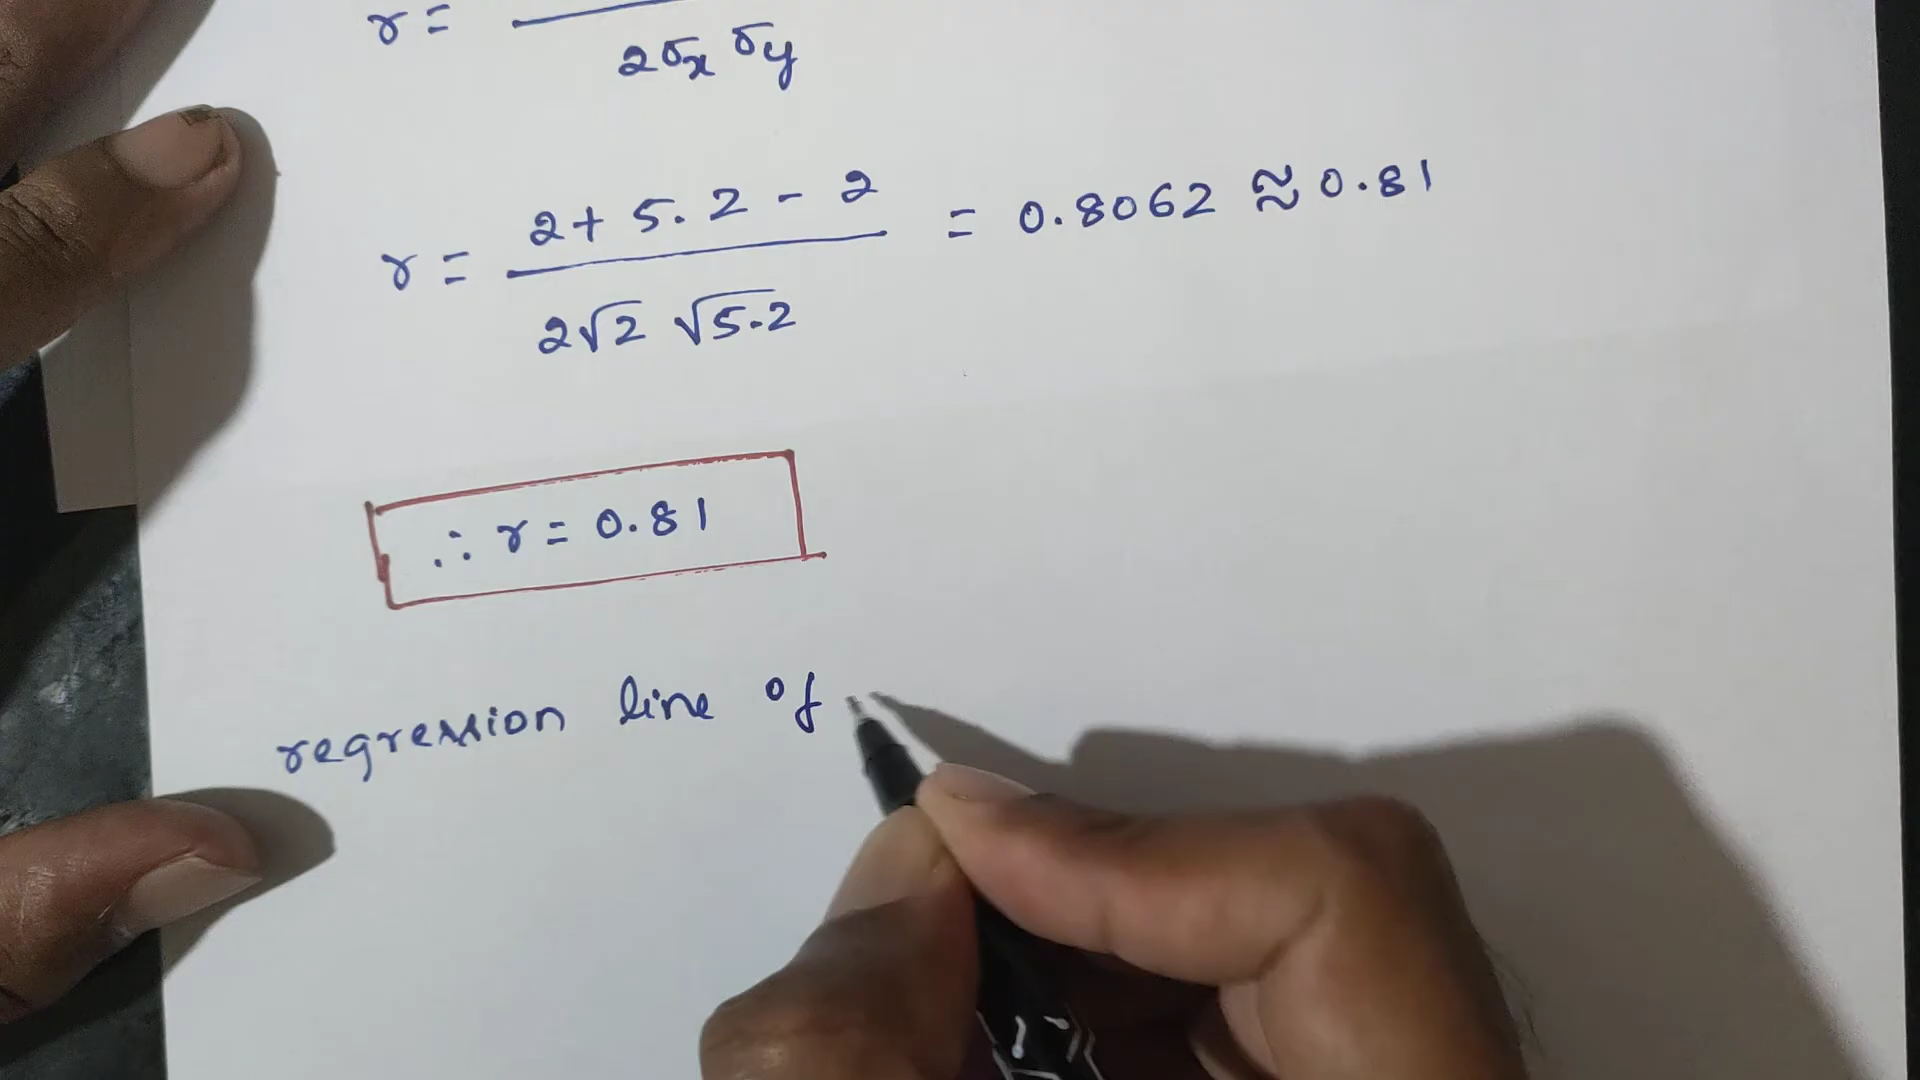 r =
2σx σy
r = 2 + 5.2 - 2 / 2√2 √5.2 = 0.8062 ≈ 0.81
∴ r = 0.81
regression line of